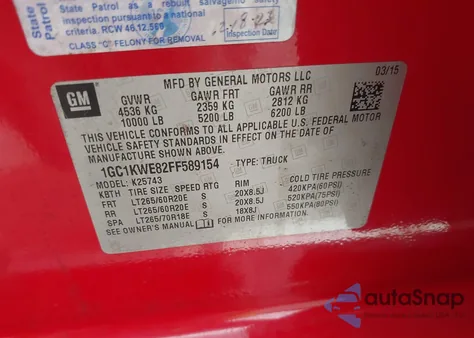 State Patrol
State Patrol as a rebuilt salvage
inspection pursuant to a national
criteria. RCW 46.12.560
CLASS "C" FELONY FOR REMOVAL
Inspection Date
GM
MFD BY GENERAL MOTORS LLC
03/15
GVWR GAWR FRT GAWR RR
4536 KG 2359 KG 2812 KG
10000 LB 5200 LB 6200 LB
THIS VEHICLE CONFORMS TO ALL APPLICABLE U.S. FEDERAL MOTOR
VEHICLE SAFETY STANDARDS IN EFFECT ON THE DATE OF
MANUFACTURE SHOWN ABOVE.
1GC1KWE82FF589154 TYPE: TRUCK
MODEL: K25743
TIRE SIZE SPEED RTG RIM COLD TIRE PRESSURE
FRT LT265/60R20E S 20X8.5J 420KPA(60PSI)
RR LT265/60R20E S 20X8.5J 520KPA(75PSI)
SPA LT265/70R18E S 18X8J 550KPA(80PSI)
SEE OWNER'S MANUAL FOR ADDITIONAL INFORMATION.
autoSnap